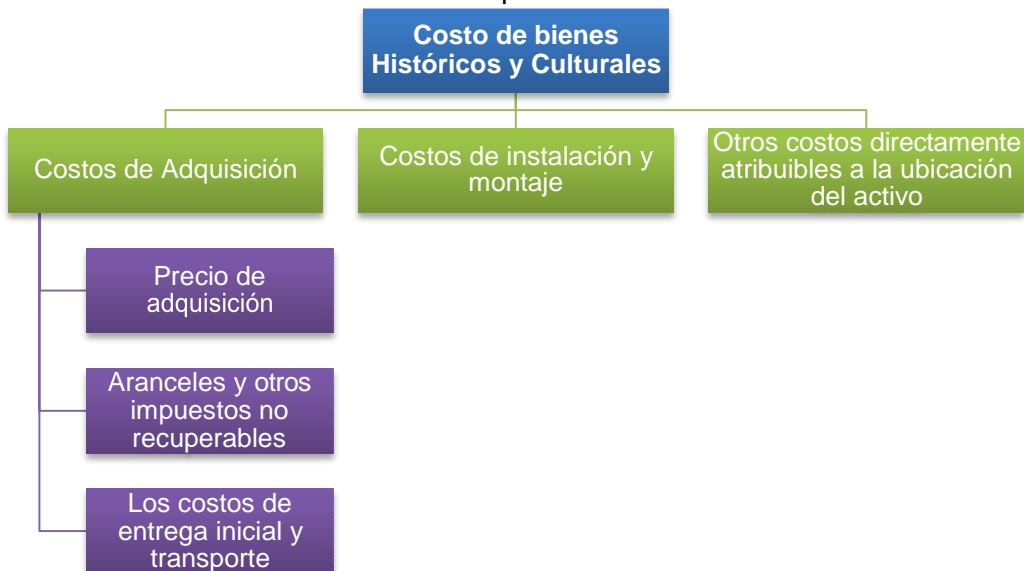 Costo de bienes
Históricos y Culturales
Costos de Adquisición
Costos de instalación y
montaje
Otros costos directamente
atribuibles a la ubicación
del activo
Precio de
adquisición
Aranceles y otros
impuestos no
recuperables
Los costos de
entrega inicial y
transporte